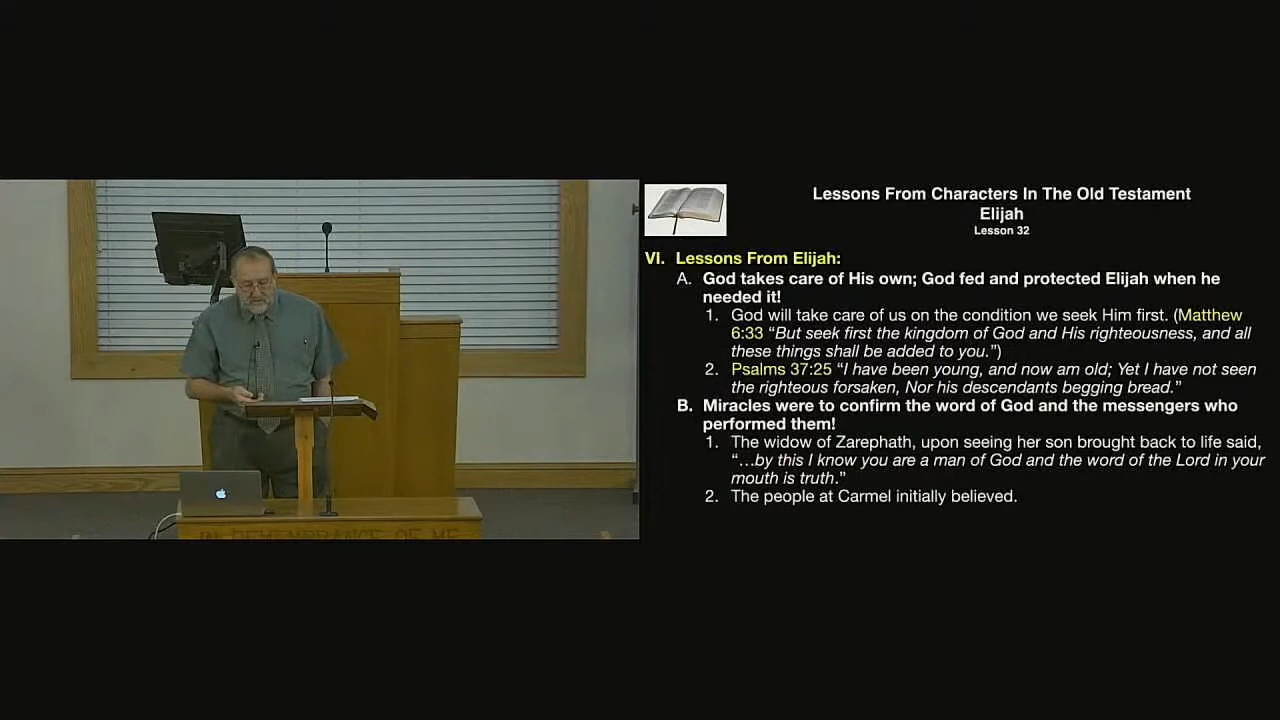 Lessons From Characters In The Old Testament
Elijah
Lesson 32
VI. Lessons From Elijah:
A. God takes care of His own; God fed and protected Elijah when he
needed it!
1. God will take care of us on the condition we seek Him first. (Matthew
6:33 “But seek first the kingdom of God and His righteousness, and all
these things shall be added to you.”)
2. Psalms 37:25 “I have been young, and now am old; Yet I have not seen
the righteous forsaken, Nor his descendants begging bread.”
B. Miracles were to confirm the word of God and the messengers who
performed them!
1. The widow of Zarephath, upon seeing her son brought back to life said,
“…by this I know you are a man of God and the word of the Lord in your
mouth is truth.”
2. The people at Carmel initially believed.
IN REMEMBRANCE OF ME